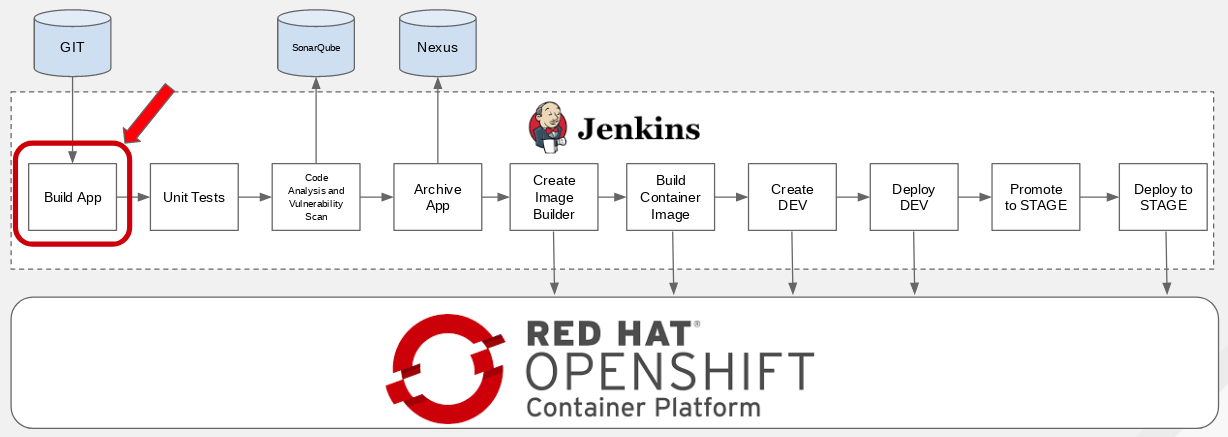 GIT
SonarQube
Nexus
Jenkins
Build App
Unit Tests
Code
Analysis and
Vulnerability
Scan
Archive
App
Create
Image
Builder
Build
Container
Image
Create
DEV
Deploy
DEV
Promote
to STAGE
Deploy to
STAGE
RED HAT®
OPENSHIFT
Container Platform